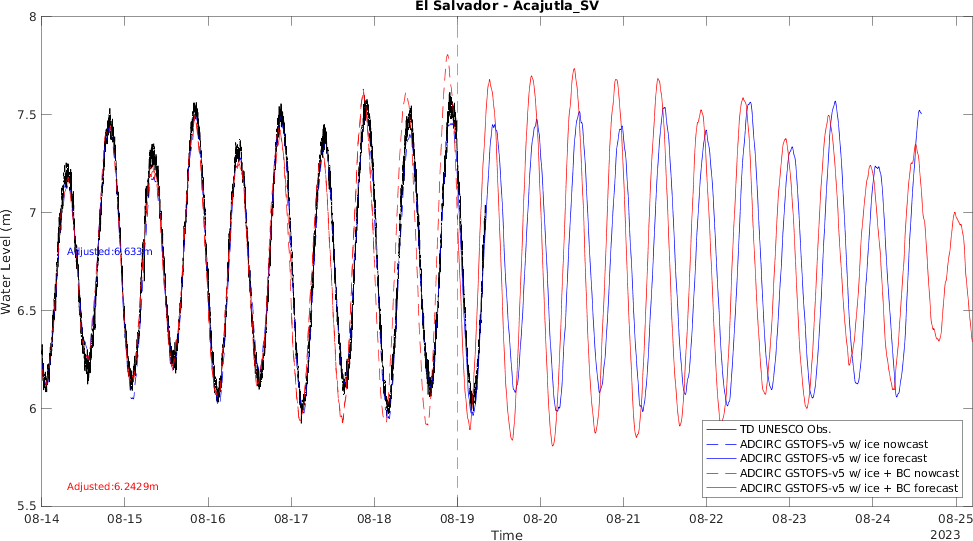 El Salvador - Acajutla_SV
8
7.5
7
6.5
6
5.5
Water Level (m)
Adjusted:6.633m
Adjusted:6.2429m
TD UNESCO Obs.
ADCIRC GSTOFS-v5 w/ ice nowcast
ADCIRC GSTOFS-v5 w/ ice forecast
ADCIRC GSTOFS-v5 w/ ice + BC nowcast
ADCIRC GSTOFS-v5 w/ ice + BC forecast
08-14 08-15 08-16 08-17 08-18 08-19 08-20 08-21 08-22 08-23 08-24 08-25
Time
2023